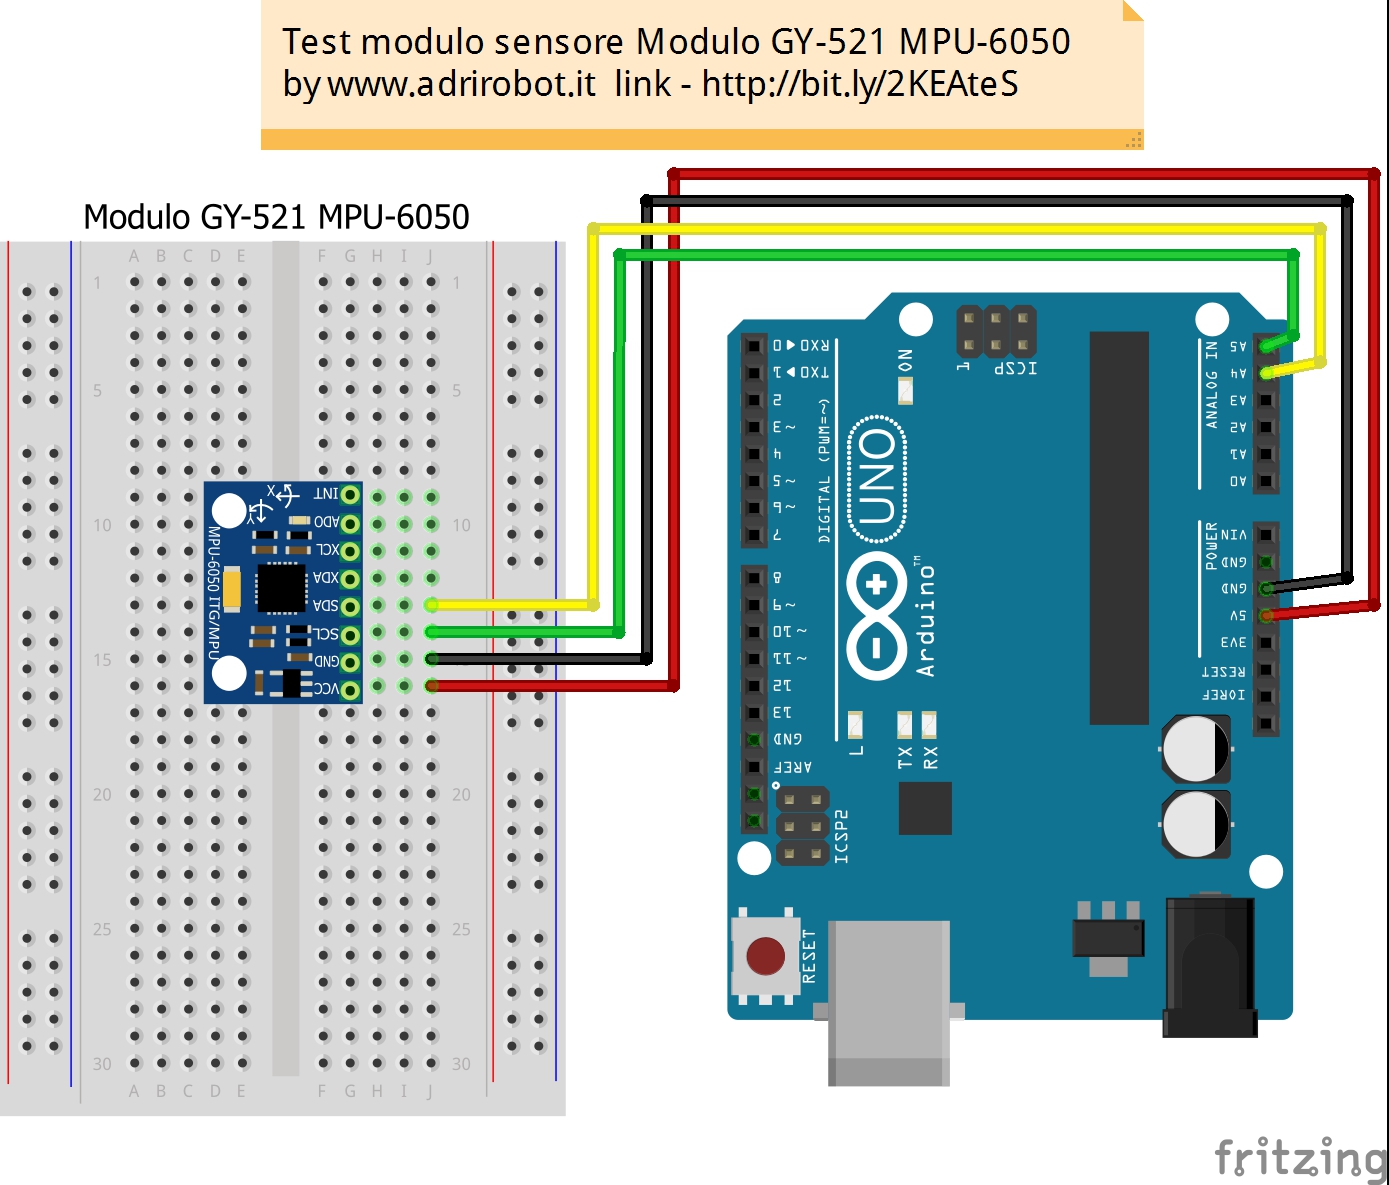 Test modulo sensore Modulo GY-521 MPU-6050
by www.adrirobot.it link - http://bit.ly/2KEAteS
Modulo GY-521 MPU-6050
A B C D E F G H I J
1 1
5 5
10 10
15
20 20
25 25
30 30
A B C D E F G H I J
X
Y
MPU-6050 ITG/MPU
INT
ADO
XCL
XDA
SDA
SCL
GND
VCC
0 ◀ RX0
1 ▶ TX0
2
~3
4
~5
~6
7
8
~9
~10
~11
12
13
GND
AREF
DIGITAL (PWM=~)
ON
1 ICSP
UNO
Arduino™
L
TX
RX
ICSP2
RESET
ANALOG IN
A5
A4
A3
A2
A1
A0
POWER
VIN
GND
GND
5V
3V3
RESET
IOREF
fritzing